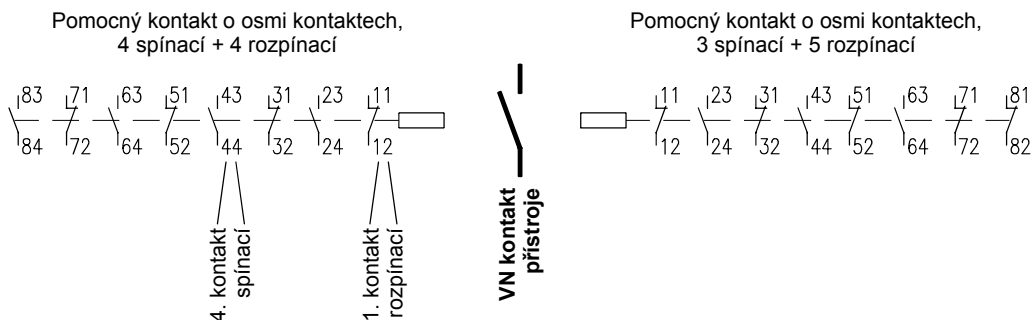 Pomocný kontakt o osmi kontaktech,
4 spínací + 4 rozpínací
83 71 63 51 43 31 23 11
84 72 64 52 44 32 24 12
4. kontakt
spínací
1. kontakt
rozpínací
VN kontakt
přístroje
Pomocný kontakt o osmi kontaktech,
3 spínací + 5 rozpínací
11 23 31 43 51 63 71 81
12 24 32 44 52 64 72 82